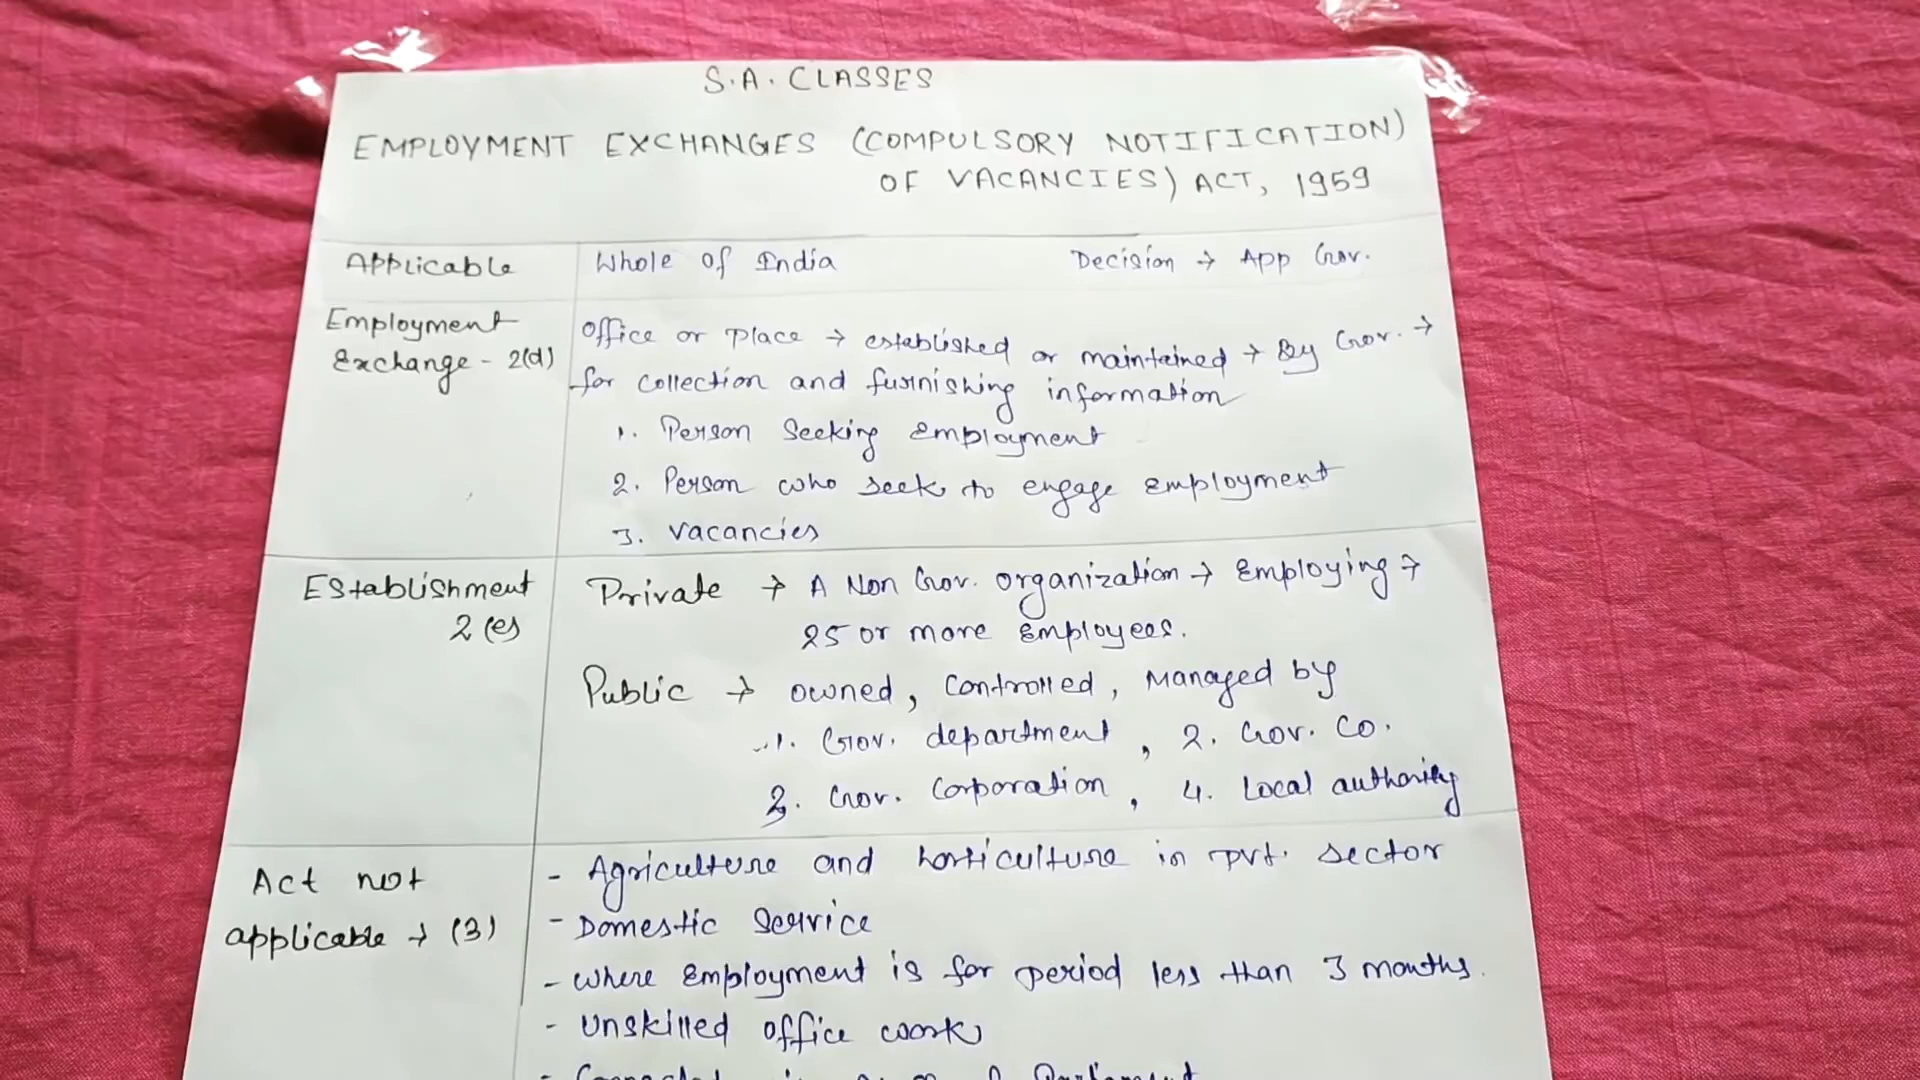 S.A. CLASSES
EMPLOYMENT EXCHANGES (COMPULSORY NOTIFICATION)
OF VACANCIES) ACT, 1959
Applicable Whole of India Decision → App Gov.
Employment
Exchange - 2(d)
Office or place → established or maintained → By Gov. →
for collection and furnishing information
1. Person Seeking employment
2. Person who seek to engage employment
3. Vacancies
Establishment
2(e)
Private → A Non Gov. organization → Employing →
25 or more Employees.
Public → owned, controlled, Managed by
1. Gov. department, 2. Gov. Co.
3. Gov. Corporation, 4. Local authority
Act not
applicable → (3)
- Agriculture and horticulture in pvt. sector
- Domestic Service
- where Employment is for period less than 3 months.
- Unskilled office work